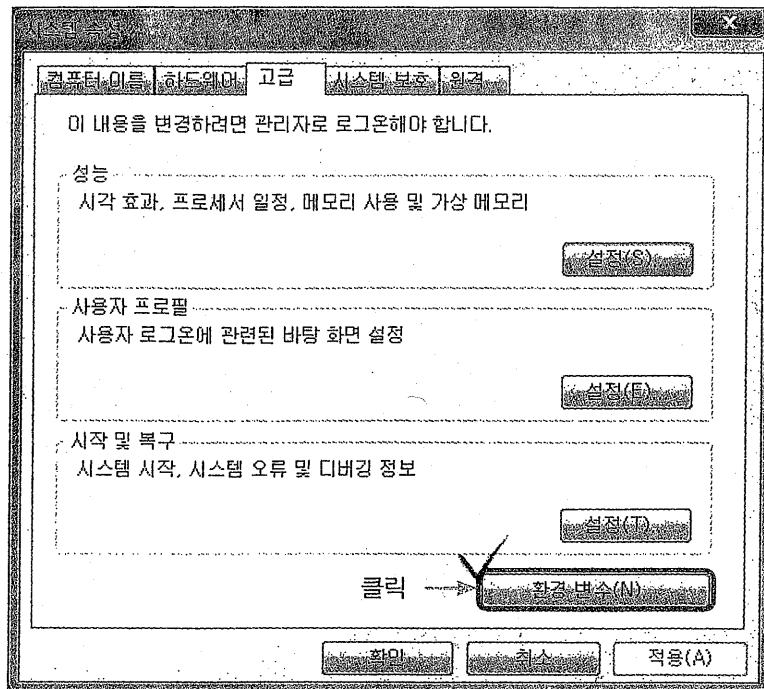 시스템 속성
컴퓨터 이름 하드웨어 고급 시스템 보호 원격
이 내용을 변경하려면 관리자로 로그온해야 합니다.
성능
시각 효과, 프로세서 일정, 메모리 사용 및 가상 메모리
설정(S)...
사용자 프로필
사용자 로그온에 관련된 바탕 화면 설정
설정(E)...
시작 및 복구
시스템 시작, 시스템 오류 및 디버깅 정보
설정(T)...
클릭 환경 변수(N)...
확인 취소 적용(A)